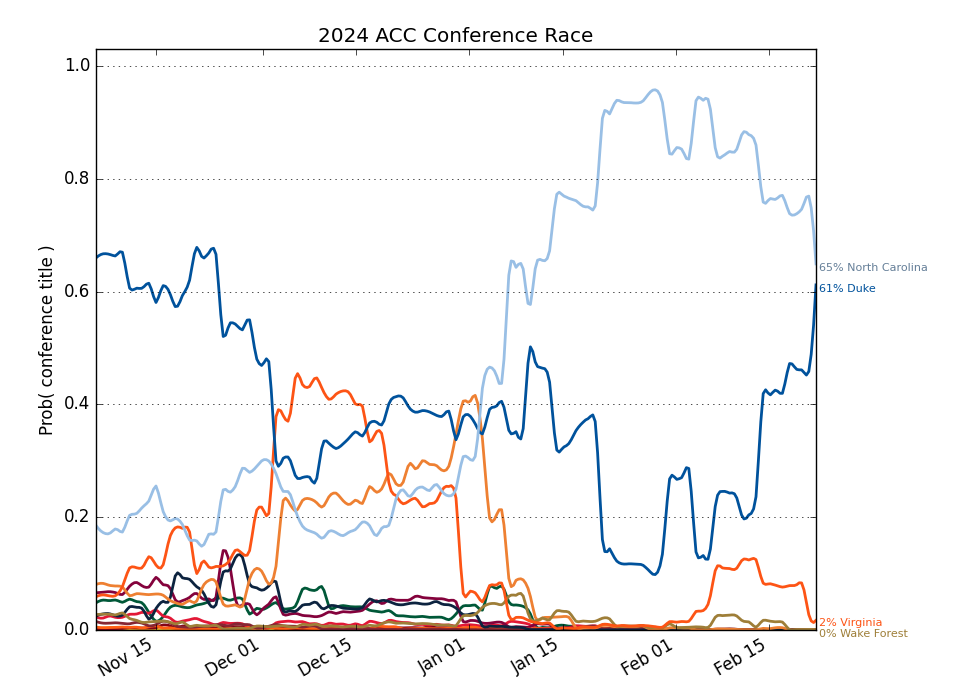 2024 ACC Conference Race
Prob( conference title )
1.0
0.8
0.6
0.4
0.2
0.0
65% North Carolina
61% Duke
2% Virginia
0% Wake Forest
Nov 15
Dec 01
Dec 15
Jan 01
Jan 15
Feb 01
Feb 15